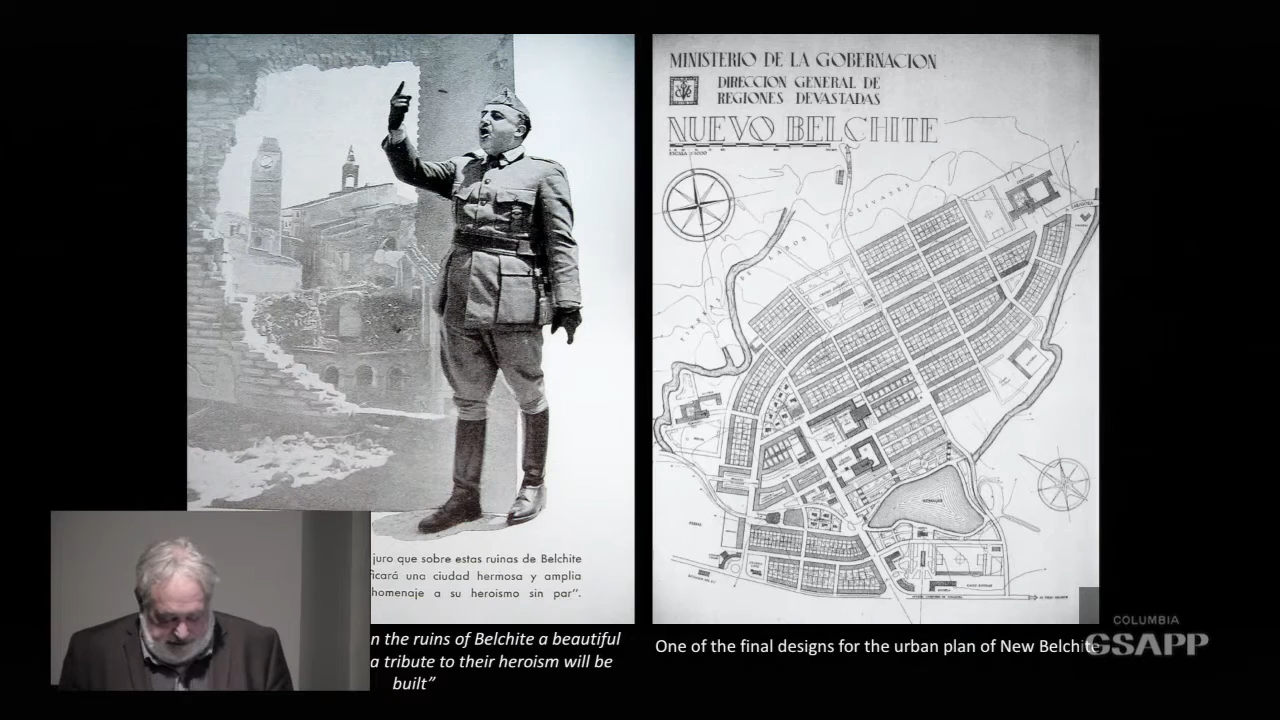 juro que sobre estas ruinas de Belchite
ficará una ciudad hermosa y amplia
homenaje a su heroismo sin par".
n the ruins of Belchite a beautiful
a tribute to their heroism will be
built”
MINISTERIO DE LA GOBERNACION
DIRECCION GENERAL DE
REGIONES DEVASTADAS
NUEVO BELCHITE
OLIVARES
One of the final designs for the urban plan of New Belchite
COLUMBIA
GSAPP